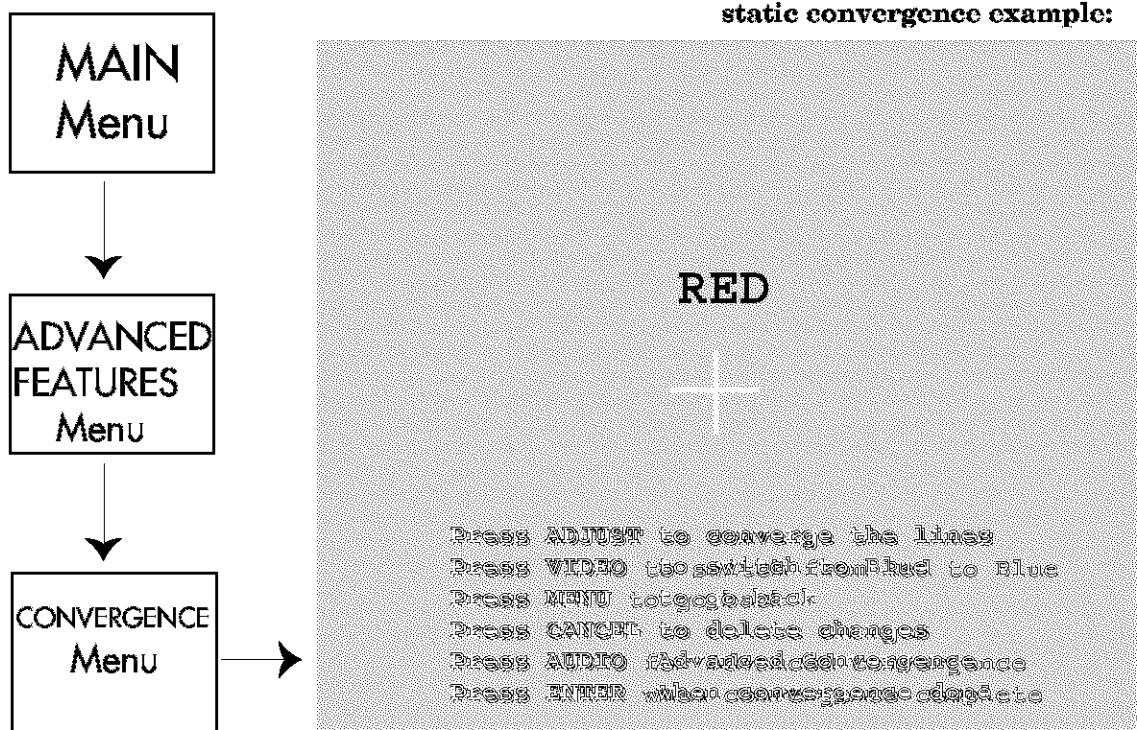 static convergence example:
MAIN
Menu
ADVANCED
FEATURES
Menu
CONVERGENCE
Menu
RED
Press ADJUST to converge the lines
Press VIDEO to switch from Red to Blue
Press MENU to go back
Press CANCEL to delete changes
Press AUDIO for Advanced Convergence
Press ENTER when convergence complete